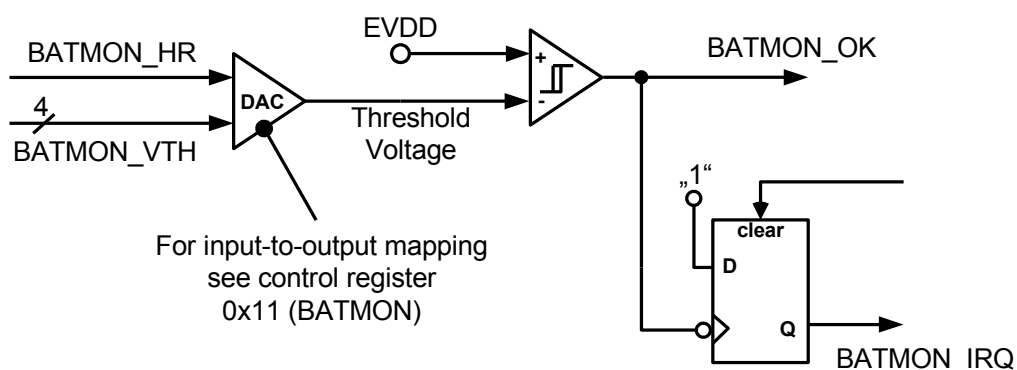 EVDD
BATMON_HR
BATMON_OK
+
DAC
4
-
Threshold
Voltage
BATMON_VTH
„1“
clear
For input-to-output mapping
see control register
0x11 (BATMON)
D
Q
BATMON_IRQ